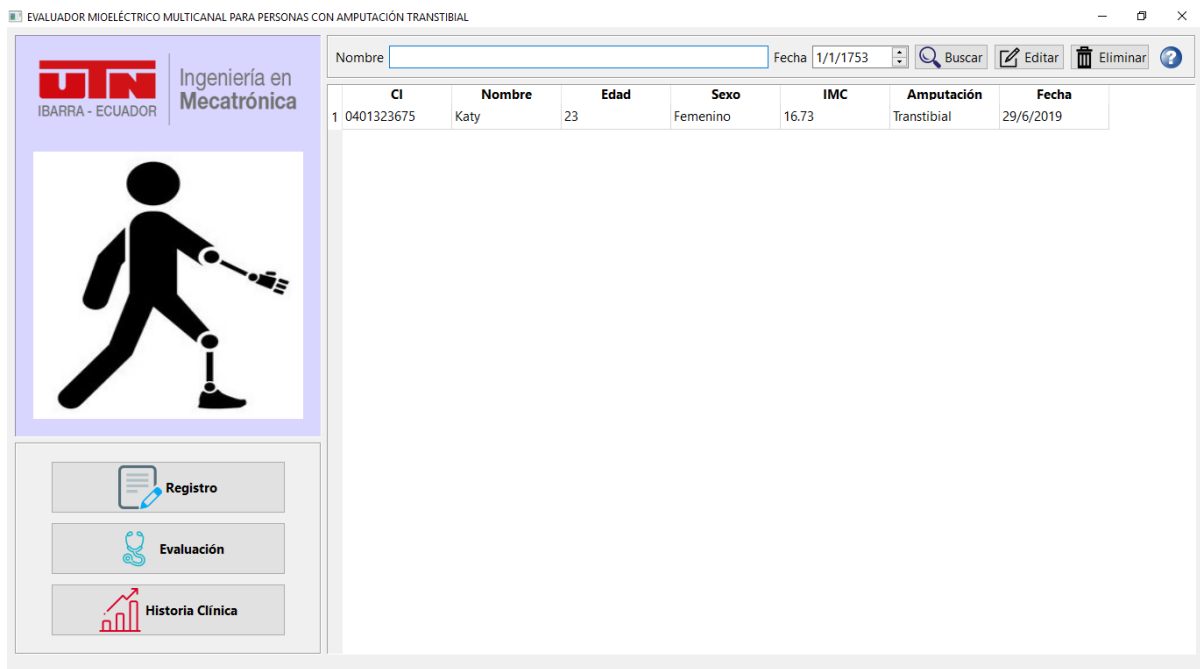 EVALUADOR MIOELÉCTRICO MULTICANAL PARA PERSONAS CON AMPUTACIÓN TRANSTIBIAL
UTN
IBARRA - ECUADOR
Ingeniería en
Mecatrónica
Registro
Evaluación
Historia Clínica
Nombre Fecha 1/1/1753 Buscar Editar Eliminar ?
CI Nombre Edad Sexo IMC Amputación Fecha
1 0401323675 Katy 23 Femenino 16.73 Transtibial 29/6/2019